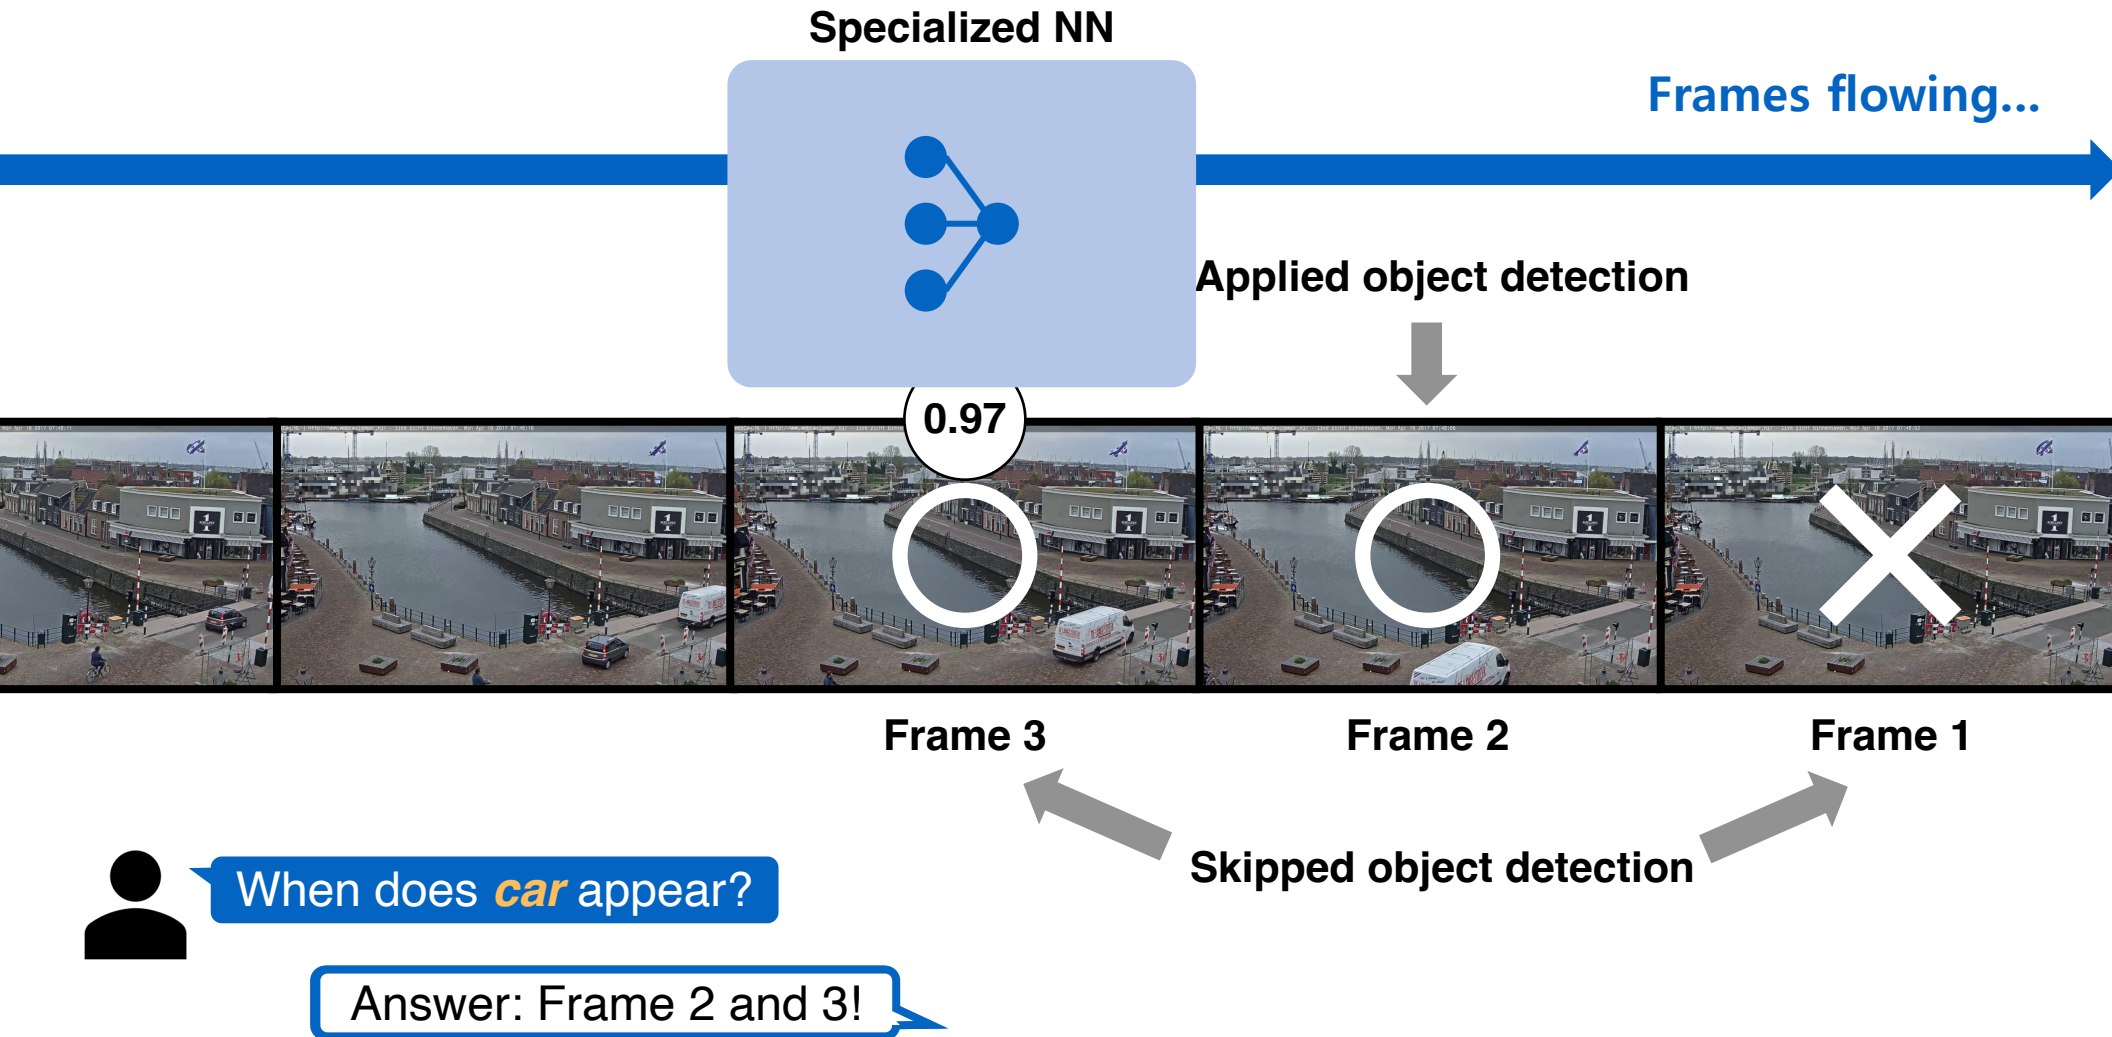 Specialized NN
Frames flowing...
Applied object detection
0.97
Frame 3
Frame 2
Frame 1
Skipped object detection
When does car appear?
Answer: Frame 2 and 3!